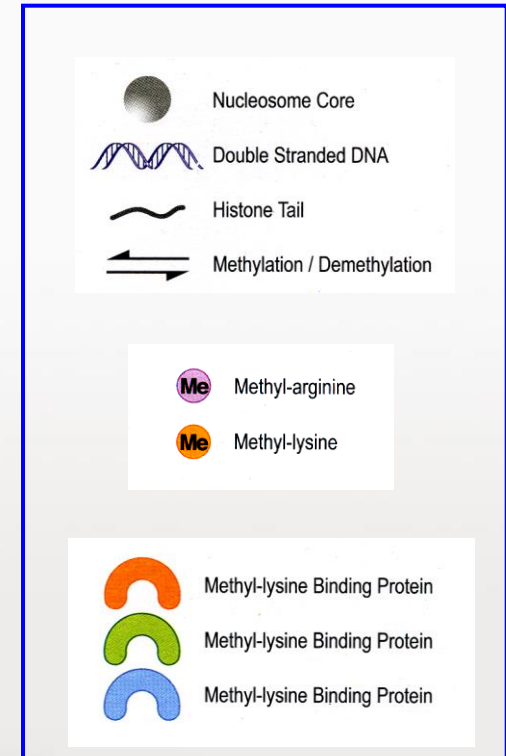 Nucleosome Core
Double Stranded DNA
Histone Tail
Methylation / Demethylation
Me Methyl-arginine
Me Methyl-lysine
Methyl-lysine Binding Protein
Methyl-lysine Binding Protein
Methyl-lysine Binding Protein